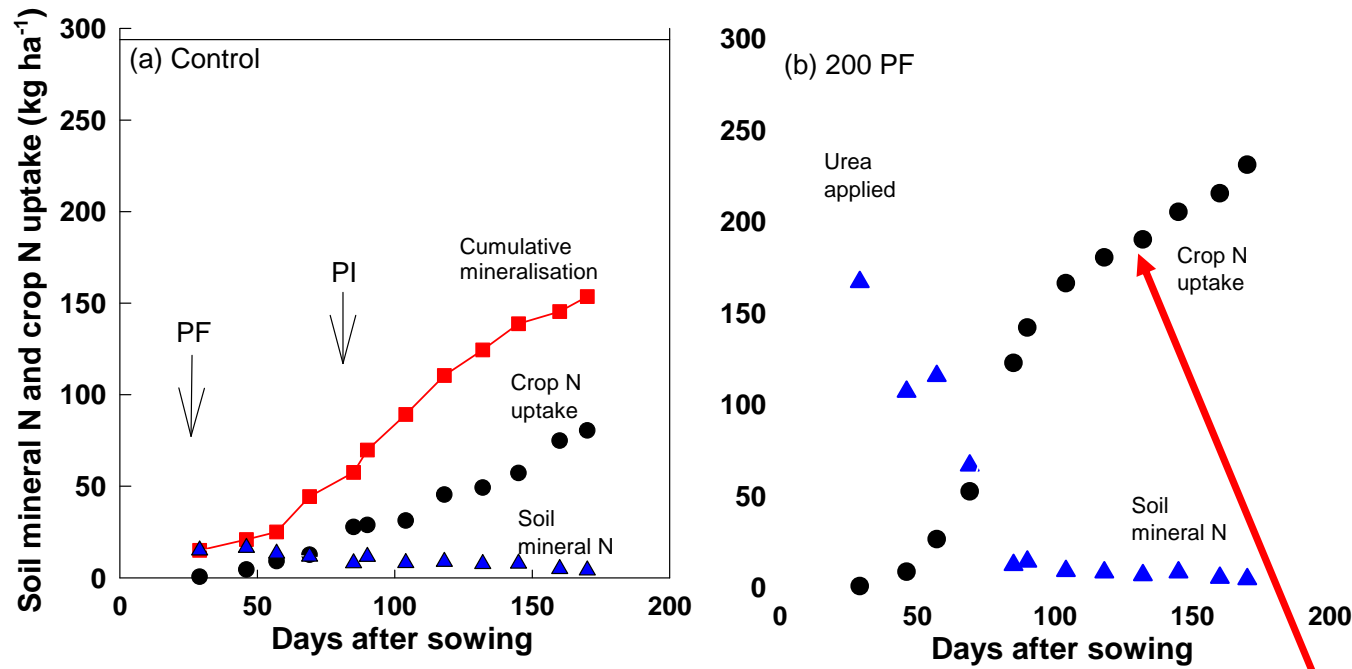 Soil mineral N and crop N uptake (kg ha⁻¹)
300
250
200
150
100
50
0
(a) Control
PF
PI
Cumulative
mineralisation
Crop N
uptake
Soil
mineral N
0 50 100 150 200
Days after sowing
300
250
200
150
100
50
0
(b) 200 PF
Urea
applied
Crop N
uptake
Soil
mineral N
0 50 100 150 200
Days after sowing